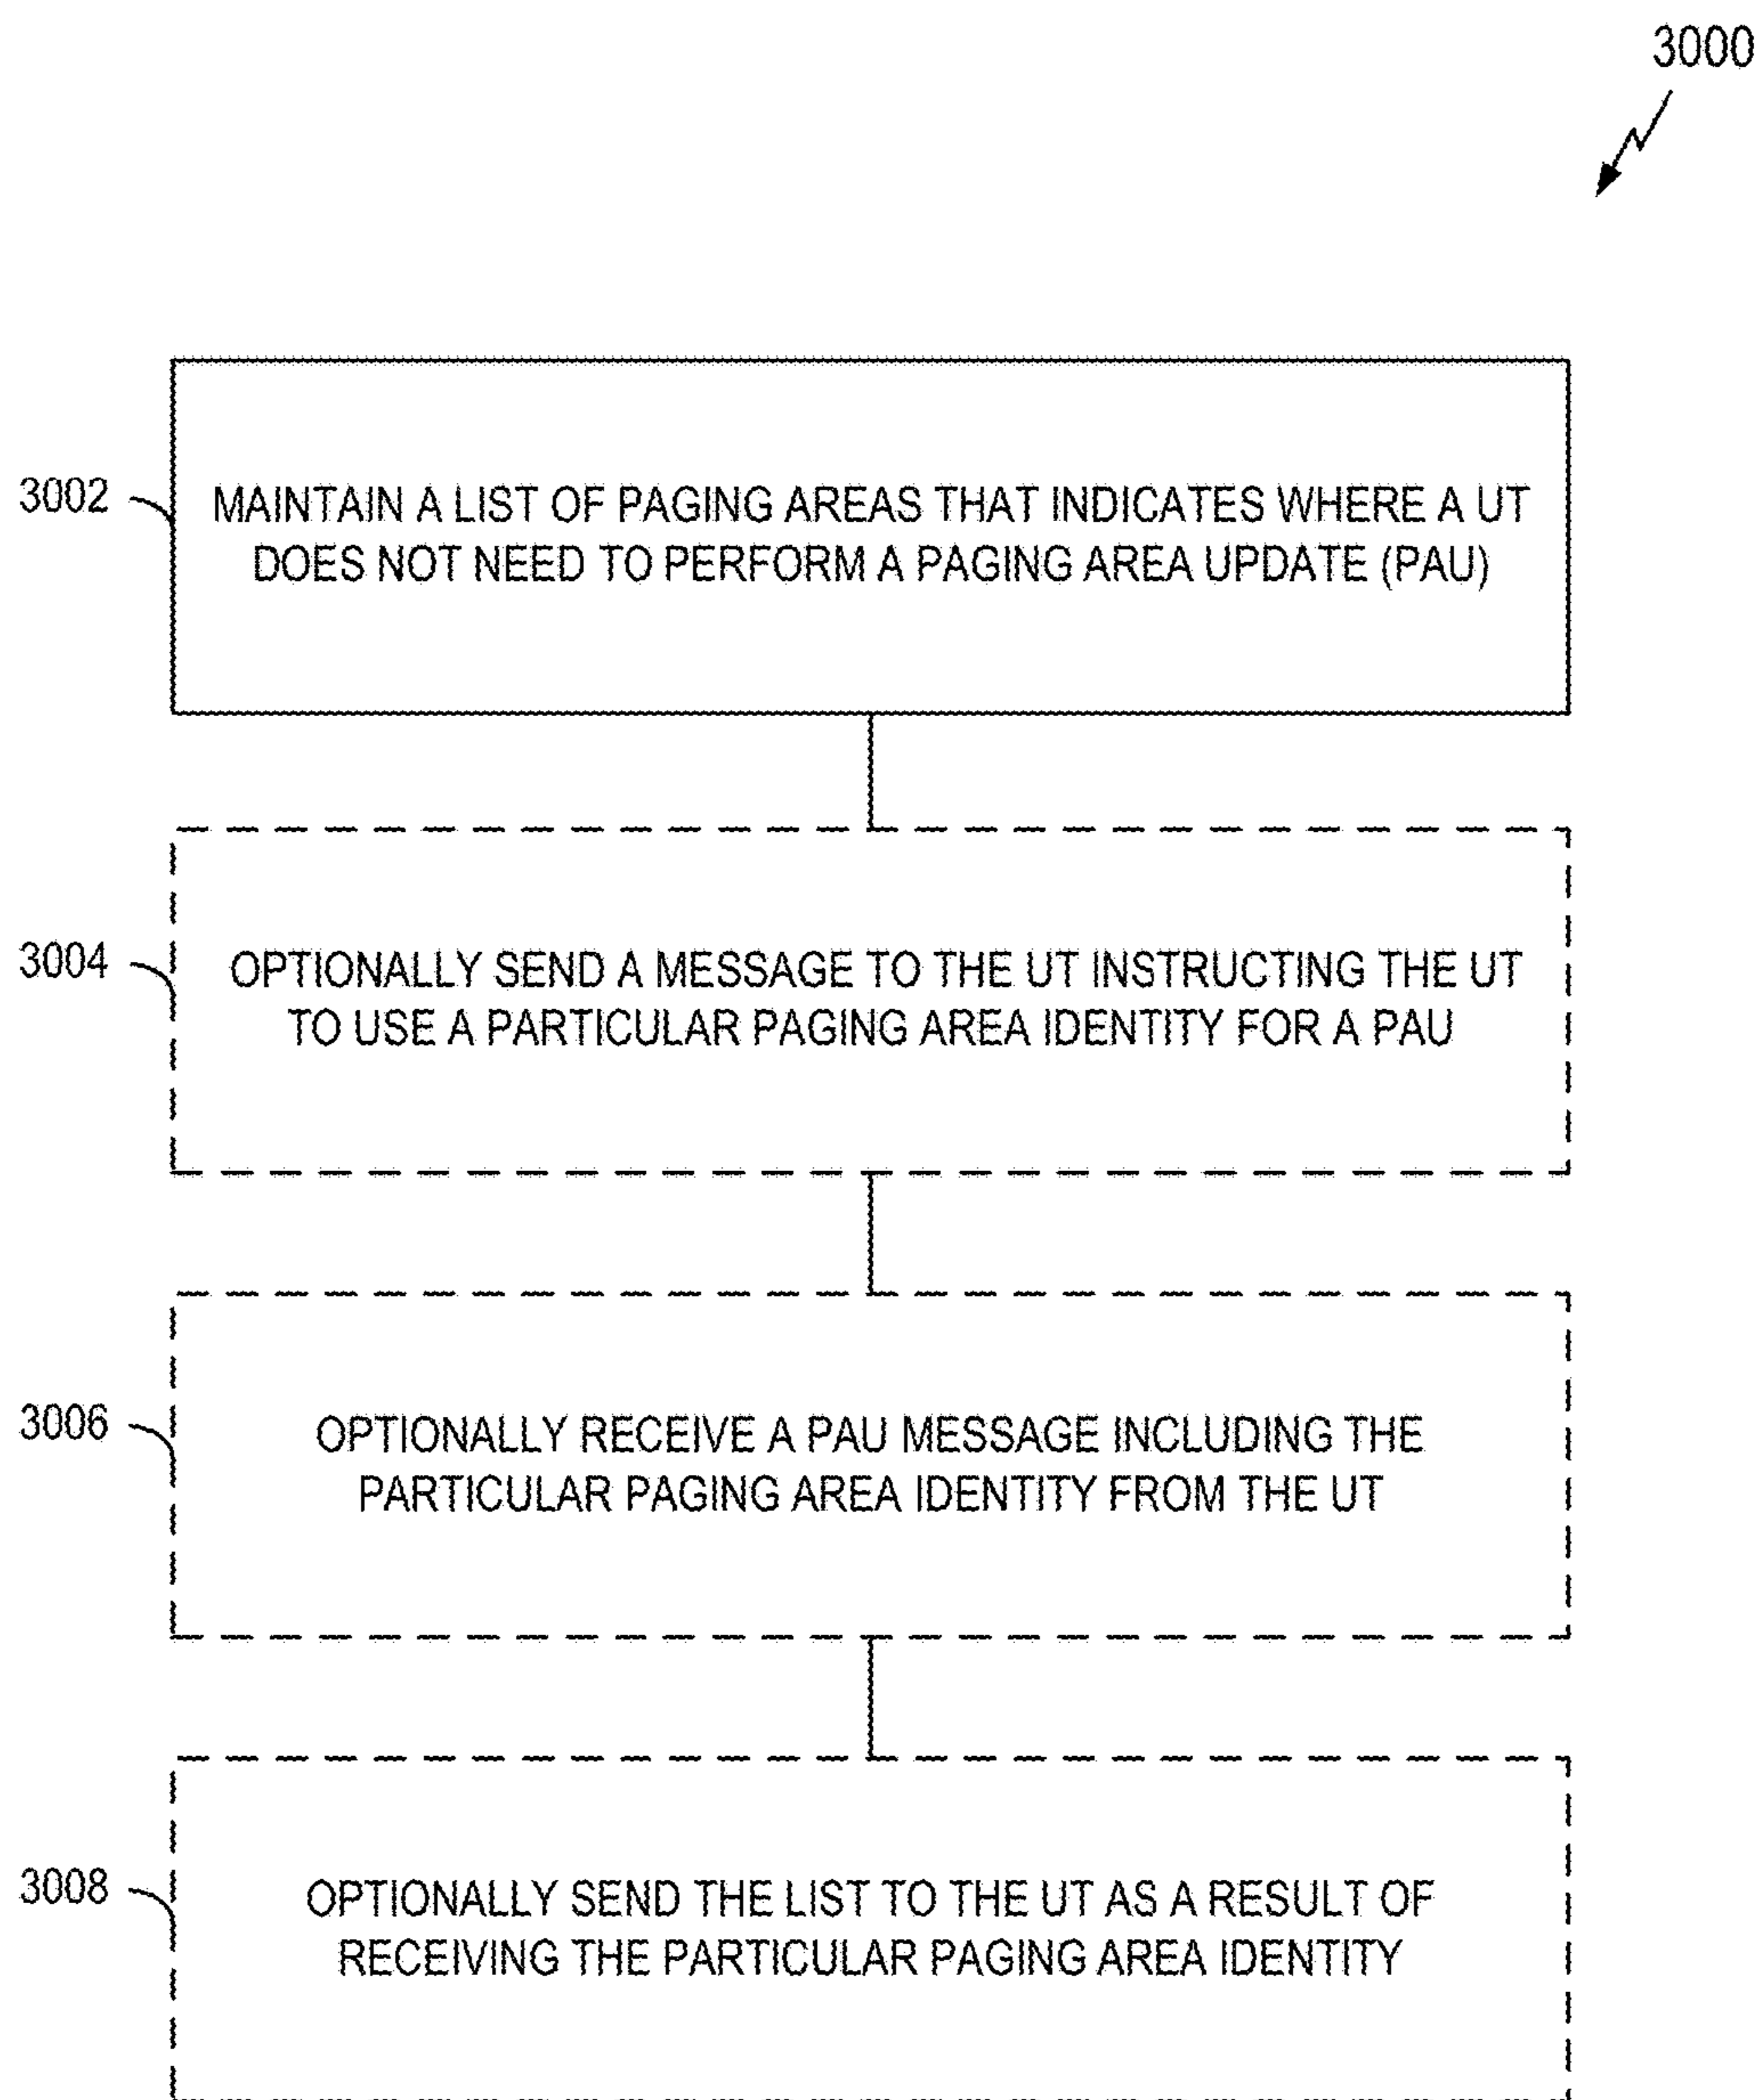 3000
3002
MAINTAIN A LIST OF PAGING AREAS THAT INDICATES WHERE A UT
DOES NOT NEED TO PERFORM A PAGING AREA UPDATE (PAU)
3004
OPTIONALLY SEND A MESSAGE TO THE UT INSTRUCTING THE UT
TO USE A PARTICULAR PAGING AREA IDENTITY FOR A PAU
3006
OPTIONALLY RECEIVE A PAU MESSAGE INCLUDING THE
PARTICULAR PAGING AREA IDENTITY FROM THE UT
3008
OPTIONALLY SEND THE LIST TO THE UT AS A RESULT OF
RECEIVING THE PARTICULAR PAGING AREA IDENTITY